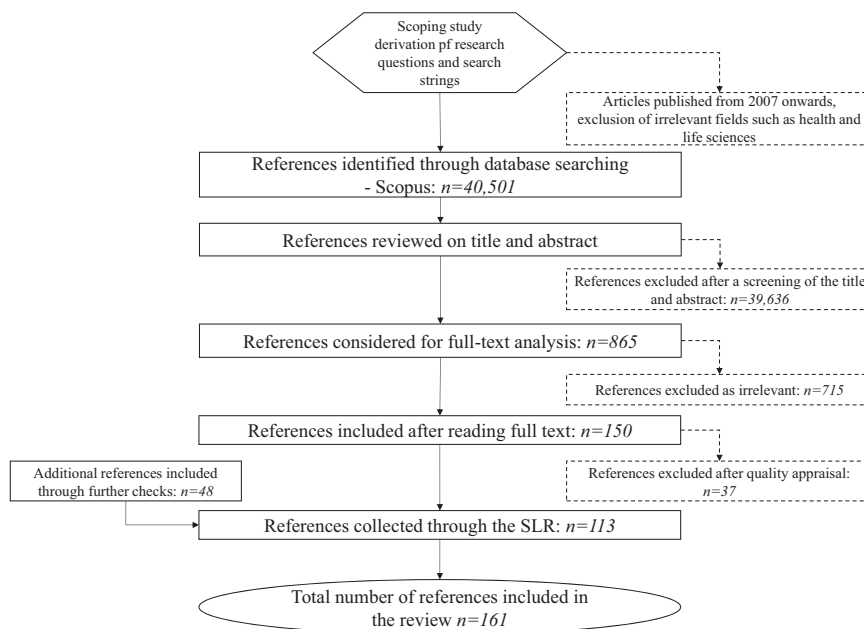 Scoping study
derivation pf research
questions and search
strings
Articles published from 2007 onwards,
exclusion of irrelevant fields such as health and
life sciences
References identified through database searching
- Scopus: n=40,501
References reviewed on title and abstract
References excluded after a screening of the title
and abstract: n=39,636
References considered for full-text analysis: n=865
References excluded as irrelevant: n=715
References included after reading full text: n=150
Additional references included
through further checks: n=48
References excluded after quality appraisal:
n=37
References collected through the SLR: n=113
Total number of references included in
the review n=161